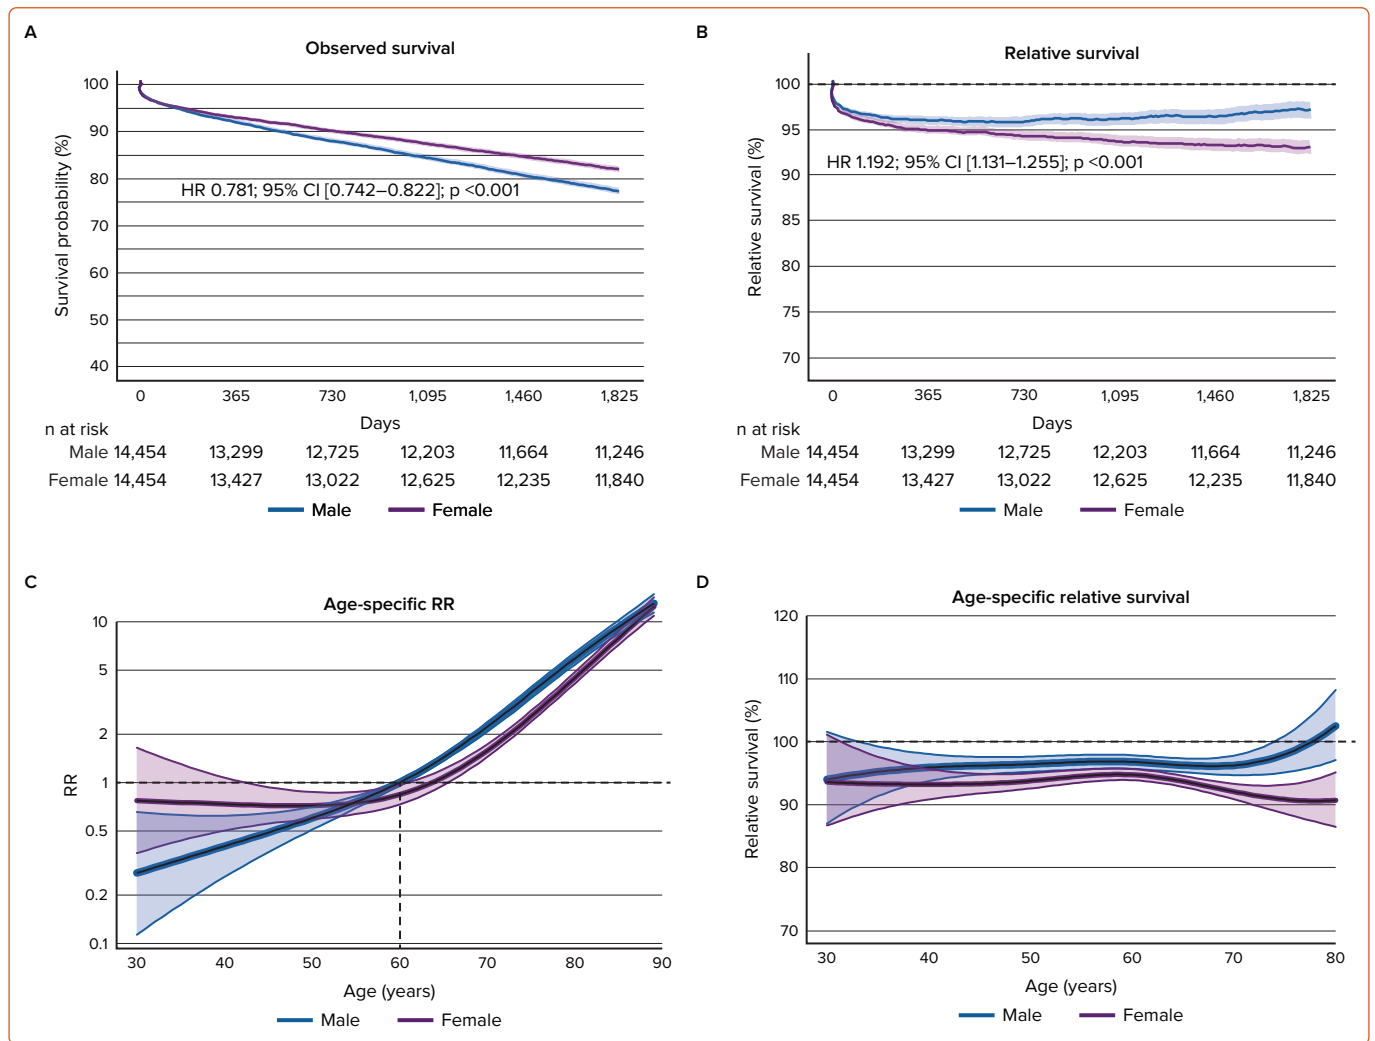 A
Observed survival
Survival probability (%)
100
90
80
70
60
50
40
HR 0.781; 95% CI [0.742–0.822]; p <0.001
0 365 730 1,095 1,460 1,825
Days
n at risk
Male 14,454 13,299 12,725 12,203 11,664 11,246
Female 14,454 13,427 13,022 12,625 12,235 11,840
Male Female
B
Relative survival
Relative survival (%)
100
95
90
85
80
75
70
HR 1.192; 95% CI [1.131–1.255]; p <0.001
0 365 730 1,095 1,460 1,825
Days
n at risk
Male 14,454 13,299 12,725 12,203 11,664 11,246
Female 14,454 13,427 13,022 12,625 12,235 11,840
Male Female
C
Age-specific RR
RR
10
5
2
1
0.5
0.2
0.1
30 40 50 60 70 80 90
Age (years)
Male Female
D
Age-specific relative survival
Relative survival (%)
120
110
100
90
80
70
30 40 50 60 70 80
Age (years)
Male Female